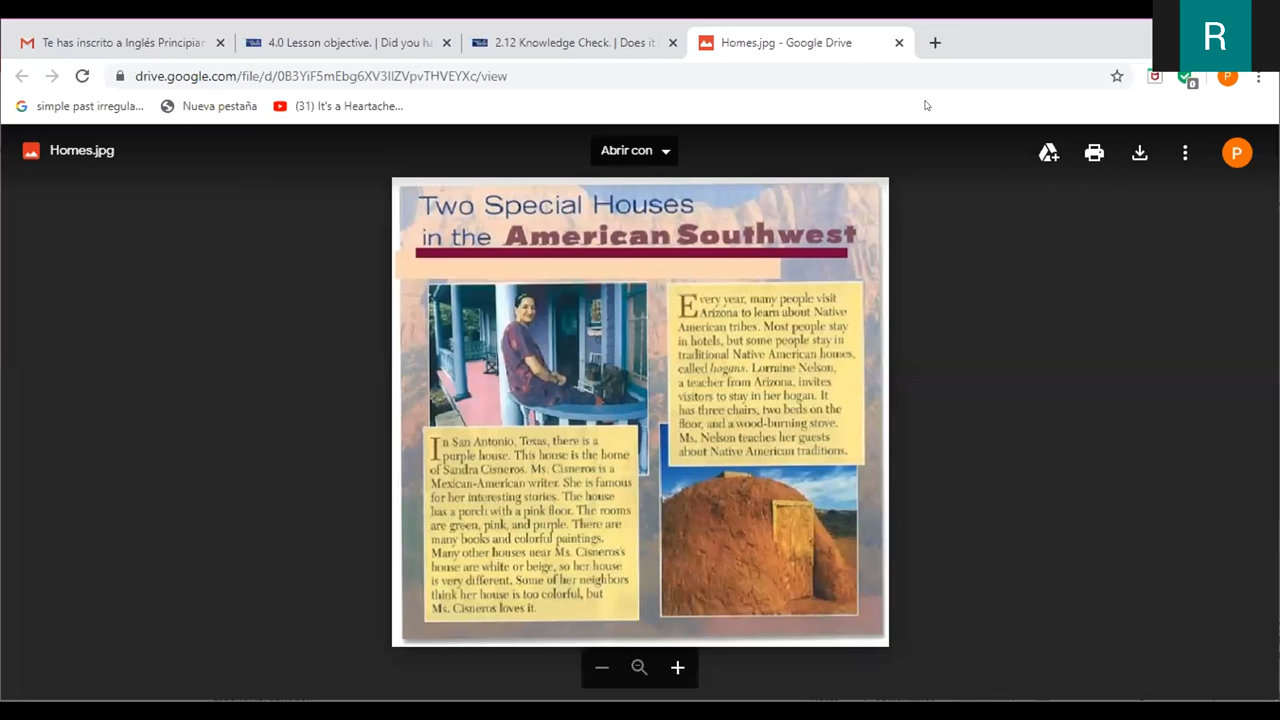 Te has inscrito a Inglés Principian
4.0 Lesson objective. | Did you ha
2.12 Knowledge Check. | Does it
Homes.jpg - Google Drive
R
drive.google.com/file/d/0B3YiF5mEbg6XV3IlZVpvTHVEYXc/view
0
P
simple past irregula...
Nueva pestaña
(31) It's a Heartache...
Homes.jpg
Abrir con
P
Two Special Houses
in the American Southwest
In San Antonio, Texas, there is a
purple house. This house is the home
of Sandra Cisneros. Ms. Cisneros is a
Mexican-American writer. She is famous
for her interesting stories. The house
has a porch with a pink floor. The rooms
are green, pink, and purple. There are
many books and colorful paintings.
Many other houses near Ms. Cisneros's
house are white or beige, so her house
is very different. Some of her neighbors
think her house is too colorful, but
Ms. Cisneros loves it.
Every year, many people visit
Arizona to learn about Native
American tribes. Most people stay
in hotels, but some people stay in
traditional Native American homes,
called hogans. Lorraine Nelson,
a teacher from Arizona, invites
visitors to stay in her hogan. It
has three chairs, two beds on the
floor, and a wood-burning stove.
Ms. Nelson teaches her guests
about Native American traditions.